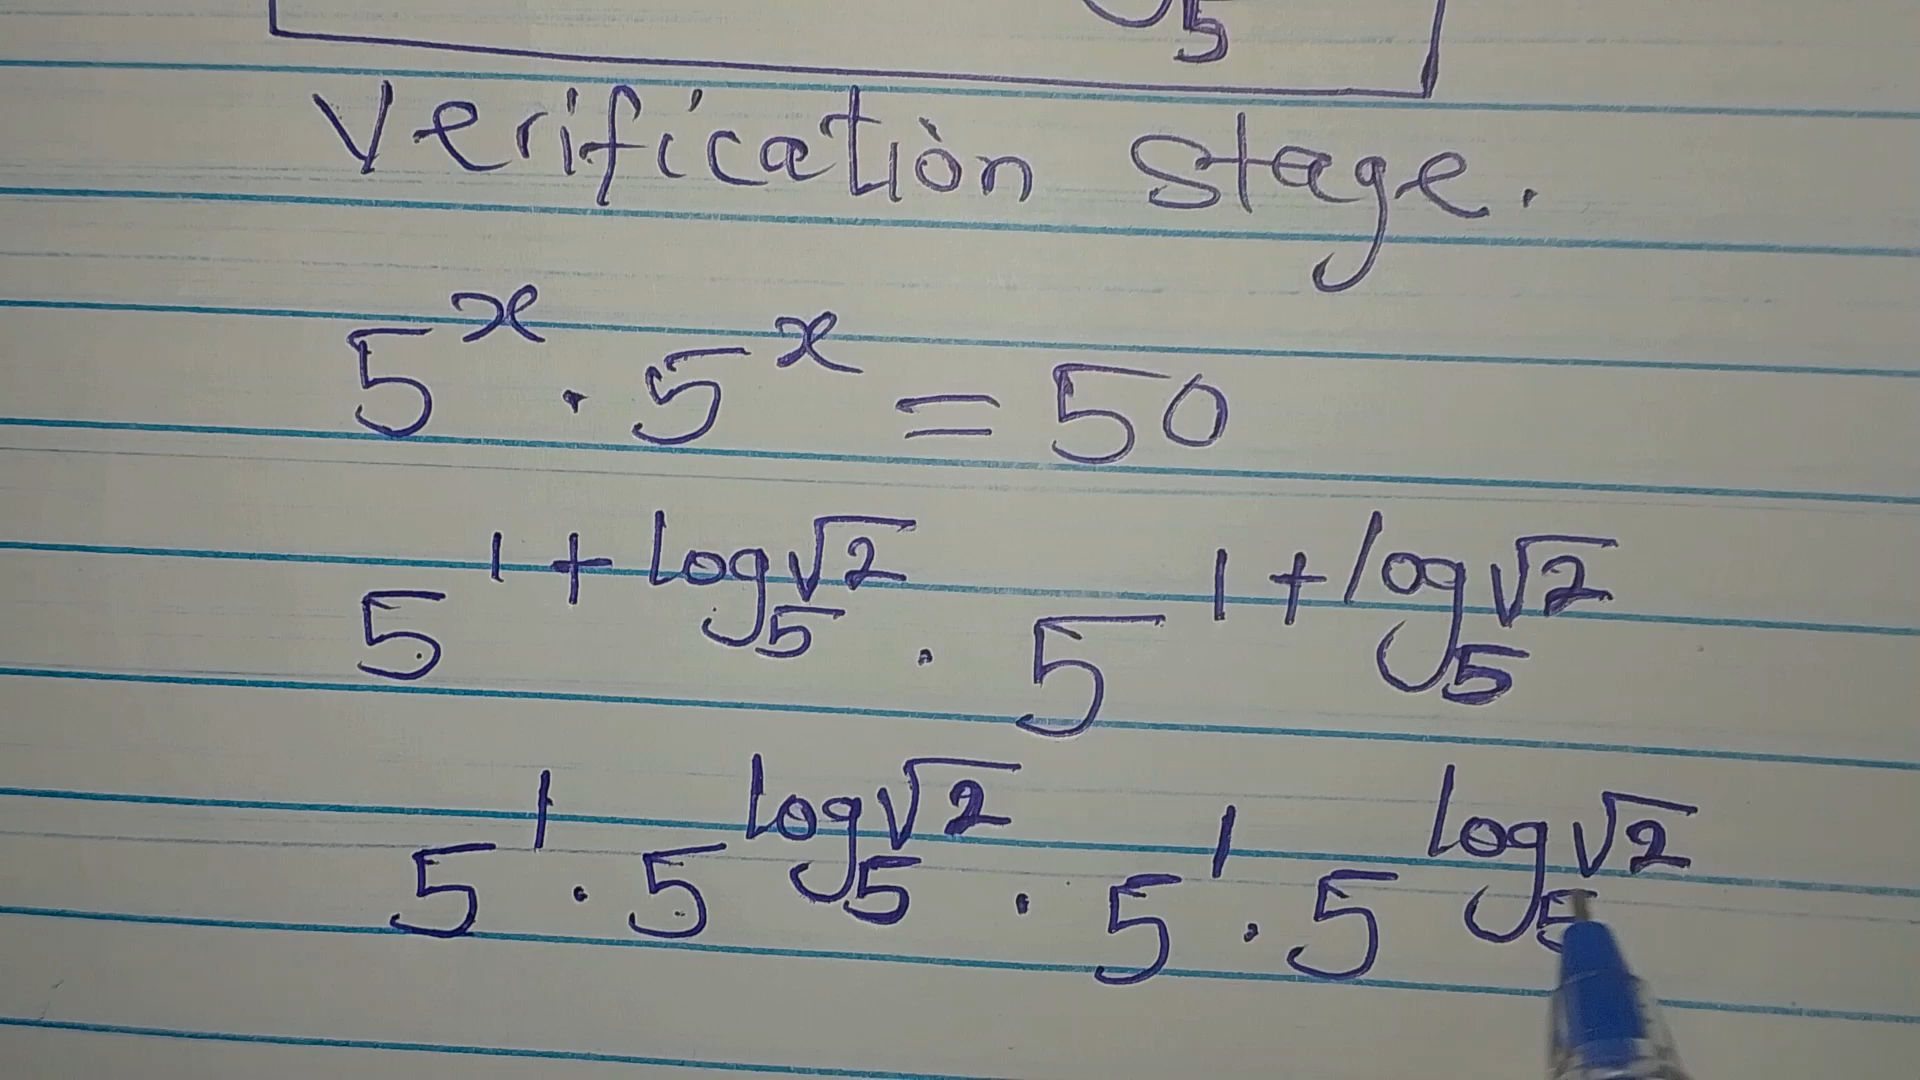 5
Verification stage.
5^x · 5^x = 50
5^(1+log_5 √2) · 5^(1+log_5 √2)
5^1 · 5^(log_5 √2) · 5^1 · 5^(log_5 √2)